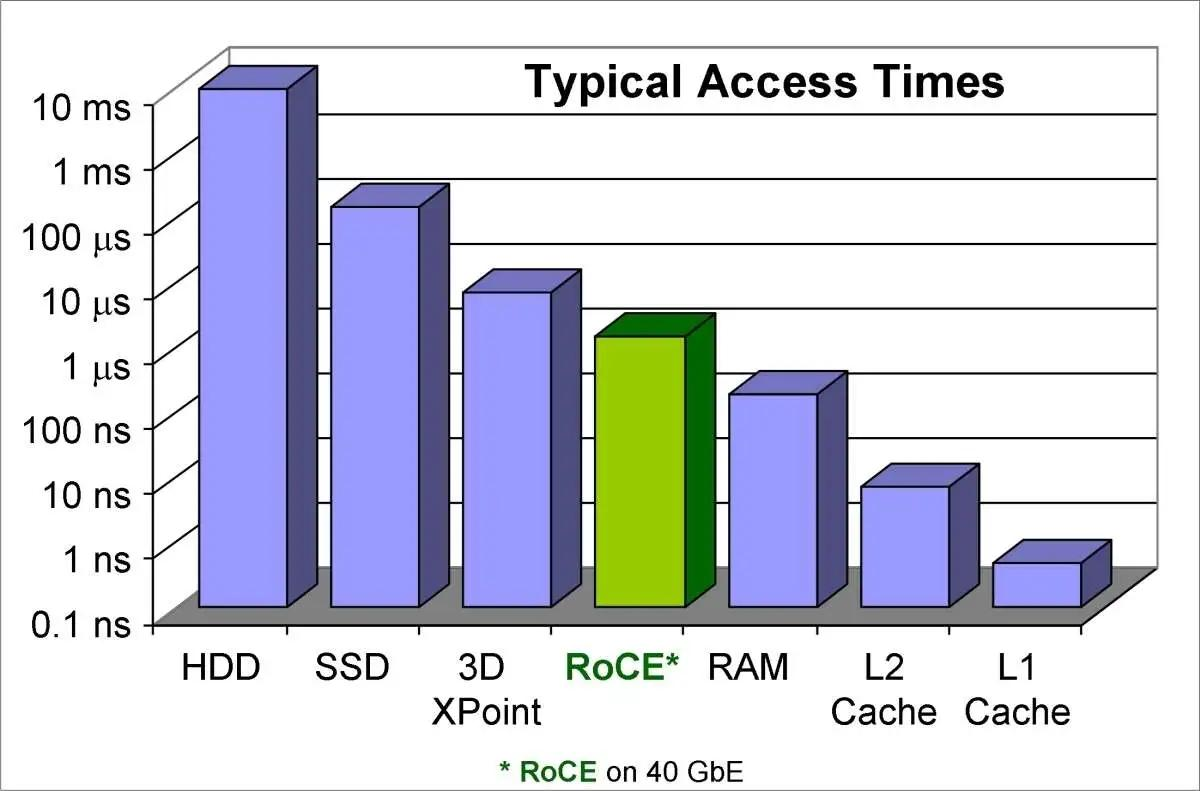 Typical Access Times
10 ms
1 ms
100 μs
10 μs
1 μs
100 ns
10 ns
1 ns
0.1 ns
HDD
SSD
3D
XPoint
RoCE*
RAM
L2
Cache
L1
Cache
* RoCE on 40 GbE